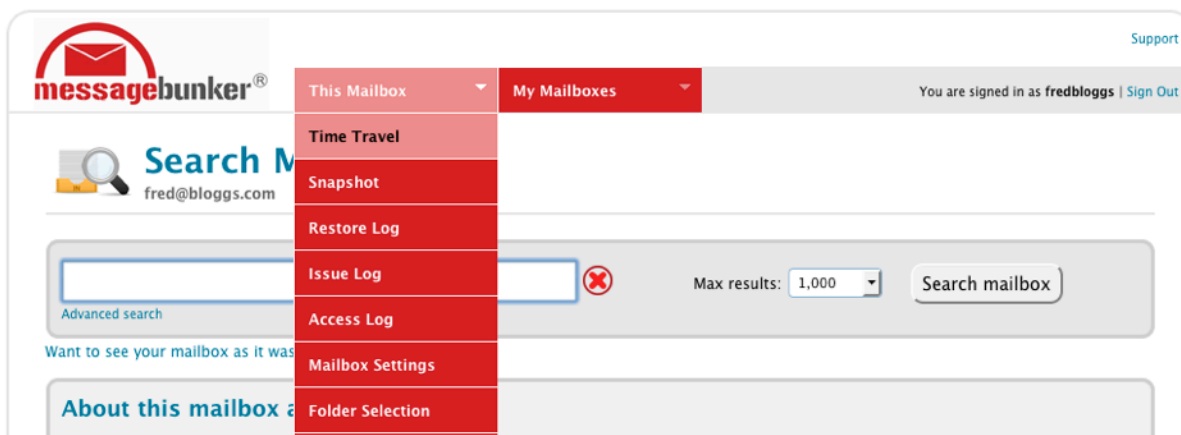 Support
messagebunker®
This Mailbox
My Mailboxes
You are signed in as fredbloggs | Sign Out
Time Travel
Search M
fred@bloggs.com
Snapshot
Restore Log
Issue Log
Max results: 1,000
Search mailbox
Advanced search
Access Log
Want to see your mailbox as it was
Mailbox Settings
About this mailbox a
Folder Selection